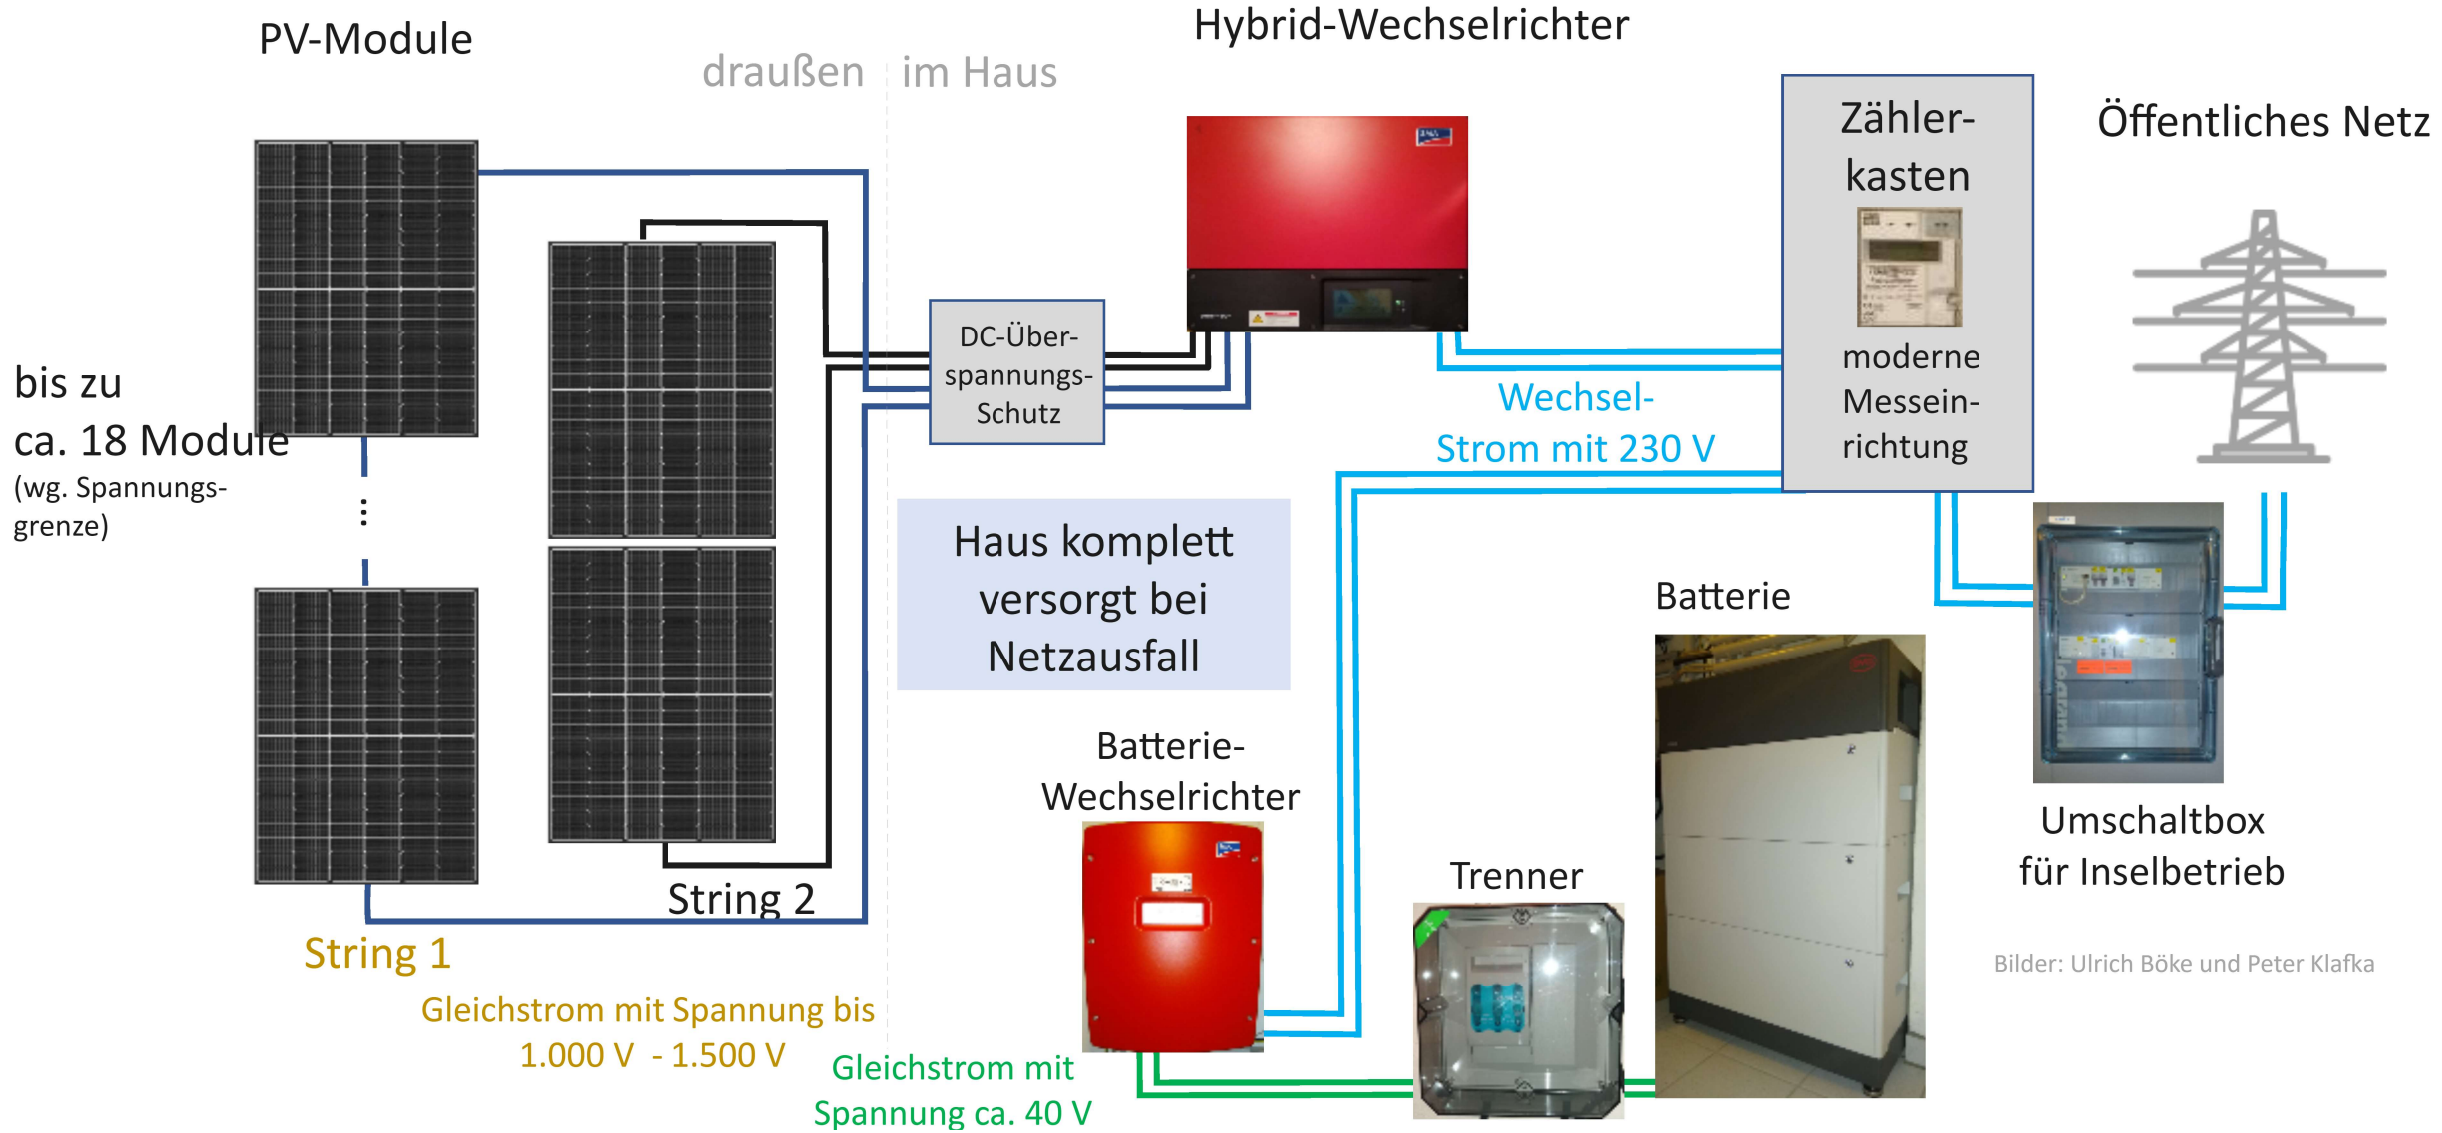 PV-Module
draußen
im Haus
Hybrid-Wechselrichter
Zähler-
kasten
moderne
Messein-
richtung
Öffentliches Netz
bis zu
ca. 18 Module
(wg. Spannungs-
grenze)
DC-Über-
spannungs-
Schutz
Wechsel-
Strom mit 230 V
Haus komplett
versorgt bei
Netzausfall
Batterie
Batterie-
Wechselrichter
Trenner
Umschaltbox
für Inselbetrieb
String 2
String 1
Gleichstrom mit Spannung bis
1.000 V - 1.500 V
Gleichstrom mit
Spannung ca. 40 V
Bilder: Ulrich Böke und Peter Klafka